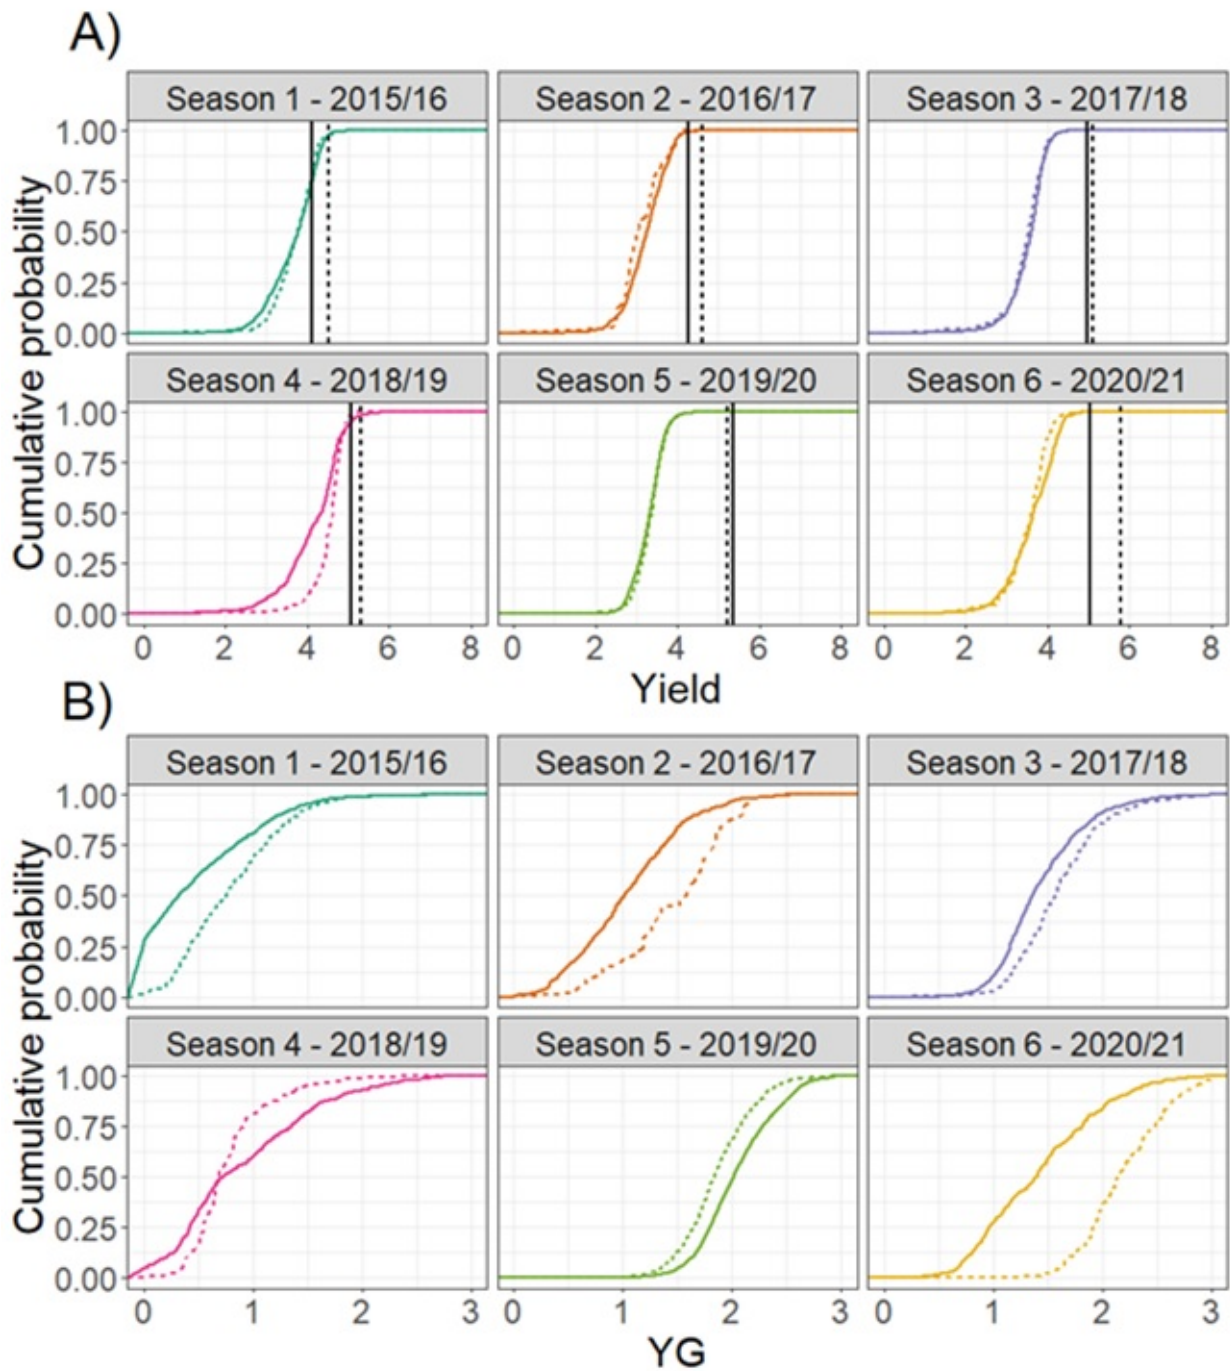 A)
Season 1 - 2015/16
Season 2 - 2016/17
Season 3 - 2017/18
1.00
0.75
0.50
0.25
0.00
Cumulative probability
Season 4 - 2018/19
Season 5 - 2019/20
Season 6 - 2020/21
1.00
0.75
0.50
0.25
0.00
0 2 4 6 8
0 2 4 6 8
0 2 4 6 8
Yield
B)
Season 1 - 2015/16
Season 2 - 2016/17
Season 3 - 2017/18
1.00
0.75
0.50
0.25
0.00
Cumulative probability
Season 4 - 2018/19
Season 5 - 2019/20
Season 6 - 2020/21
1.00
0.75
0.50
0.25
0.00
0 1 2 3
0 1 2 3
0 1 2 3
YG